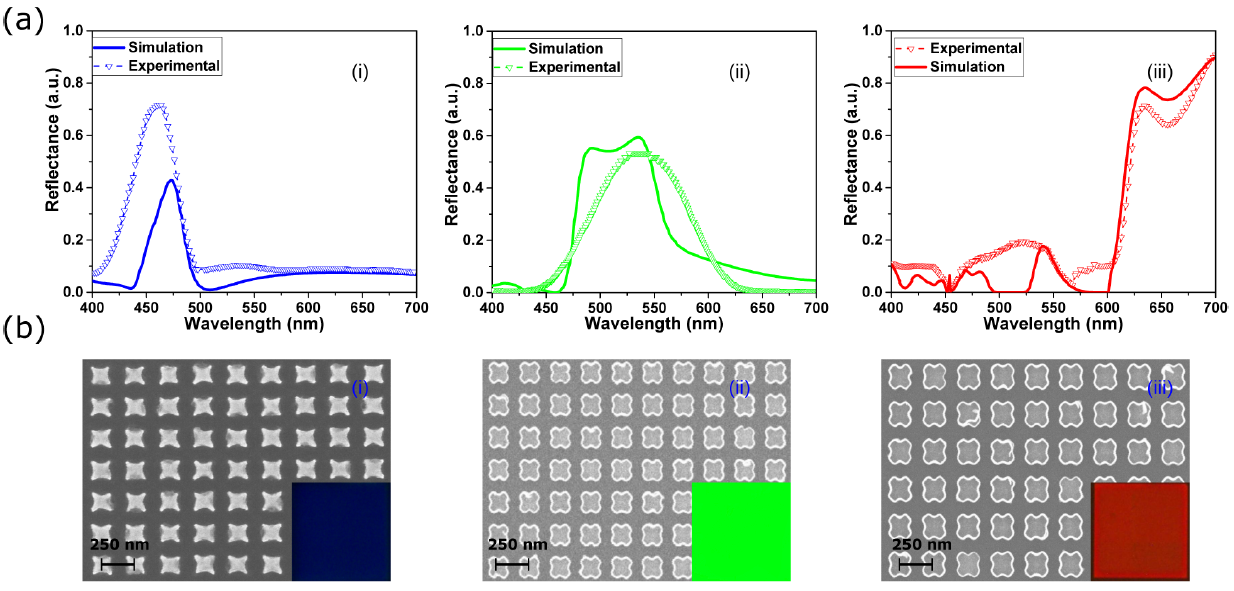 (a)
1.0
0.8
0.6
0.4
0.2
0.0
Reflectance (a.u.)
Simulation
Experimental
(i)
400 450 500 550 600 650 700
Wavelength (nm)
1.0
0.8
0.6
0.4
0.2
0.0
Reflectance (a.u.)
Simulation
Experimental
(ii)
400 450 500 550 600 650 700
Wavelength (nm)
1.0
0.8
0.6
0.4
0.2
0.0
Reflectance (a.u.)
Experimental
Simulation
(iii)
400 450 500 550 600 650 700
Wavelength (nm)
(b)
(i)
250 nm
(ii)
250 nm
(iii)
250 nm